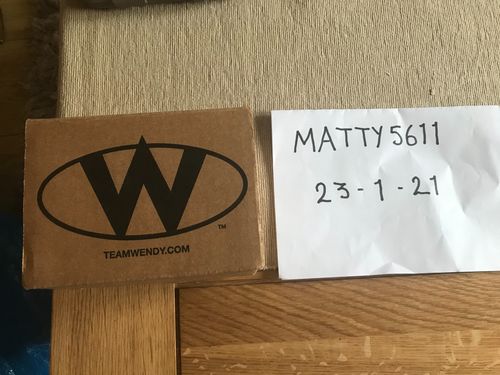 W
TM
TEAMWENDY.COM
MATTY5611
23-1-21